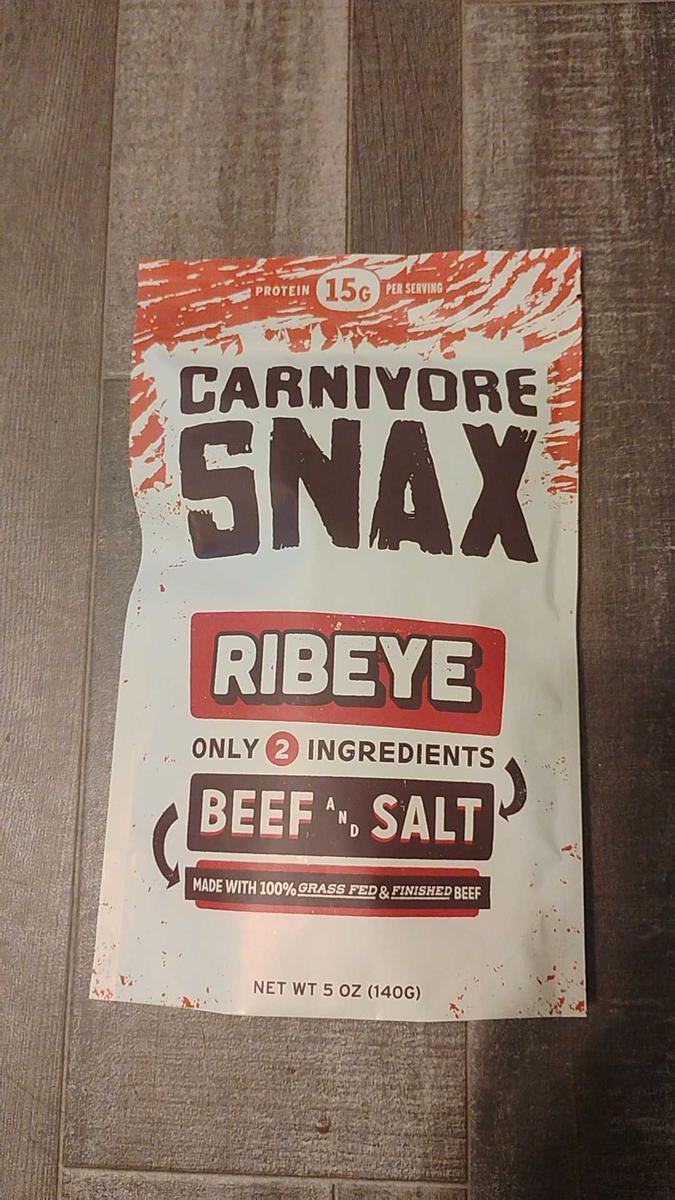 PROTEIN 15G PER SERVING
CARNIVORE
SNAX
RIBEYE
ONLY 2 INGREDIENTS
BEEF AND SALT
MADE WITH 100% GRASS FED & FINISHED BEEF
NET WT 5 OZ (140G)